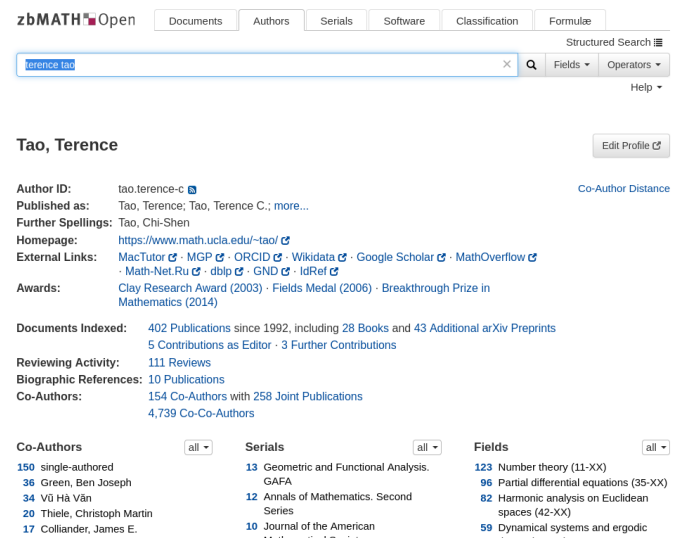 zbMATH Open
Documents Authors Serials Software Classification Formulæ
Structured Search
terence tao × Fields Operators
Help
Tao, Terence
Edit Profile
Author ID: tao.terence-c Co-Author Distance
Published as: Tao, Terence; Tao, Terence C.; more...
Further Spellings: Tao, Chi-Shen
Homepage: https://www.math.ucla.edu/~tao/
External Links: MacTutor · MGP · ORCID · Wikidata · Google Scholar · MathOverflow
· Math-Net.Ru · dblp · GND · IdRef
Awards: Clay Research Award (2003) · Fields Medal (2006) · Breakthrough Prize in
Mathematics (2014)
Documents Indexed: 402 Publications since 1992, including 28 Books and 43 Additional arXiv Preprints
5 Contributions as Editor · 3 Further Contributions
Reviewing Activity: 111 Reviews
Biographic References: 10 Publications
Co-Authors: 154 Co-Authors with 258 Joint Publications
4,739 Co-Co-Authors
Co-Authors all
150 single-authored
36 Green, Ben Joseph
34 Vũ Hà Văn
20 Thiele, Christoph Martin
17 Colliander, James E.
Serials all
13 Geometric and Functional Analysis.
GAFA
12 Annals of Mathematics. Second
Series
10 Journal of the American
Fields all
123 Number theory (11-XX)
96 Partial differential equations (35-XX)
82 Harmonic analysis on Euclidean
spaces (42-XX)
59 Dynamical systems and ergodic